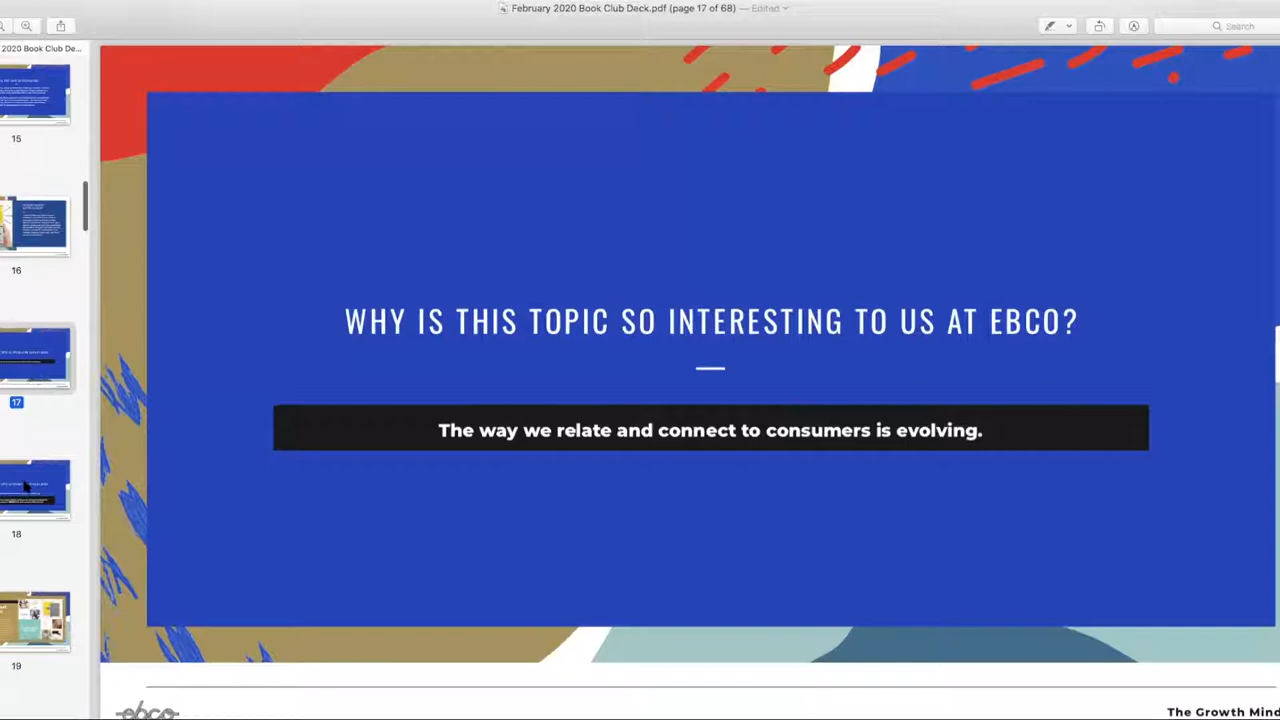 February 2020 Book Club Deck.pdf (page 17 of 68) — Edited
Search
2020 Book Club De...
15
16
17
18
19
WHY IS THIS TOPIC SO INTERESTING TO US AT EBCO?
The way we relate and connect to consumers is evolving.
ebco
The Growth Mind